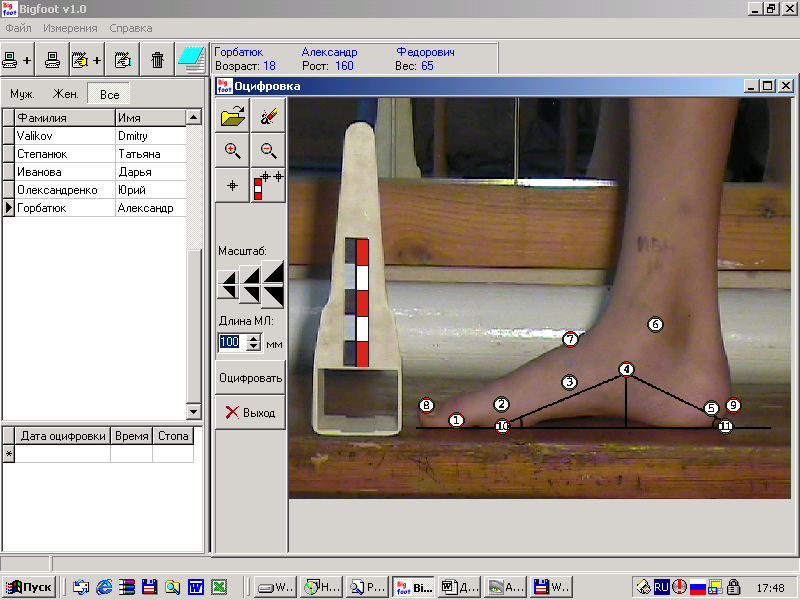 Bigfoot v1.0
Файл Измерения Справка
Горбатюк Александр Федорович
Возраст: 18 Рост: 160 Вес: 65
Муж. Жен. Все
Фамилия Имя
Valikov Dmitry
Степанюк Татьяна
Иванова Дарья
Олександренко Юрий
Горбатюк Александр
Дата оцифровки Время Стопа
Big foot Оцифровка
Масштаб:
Длина МЛ:
100 мм
Оцифровать
Выход
6
7
4
3
8
2
5
9
1
10
11
Пуск
W...
Н...
Р...
Bi...
Д...
А...
W...
RU
17:48